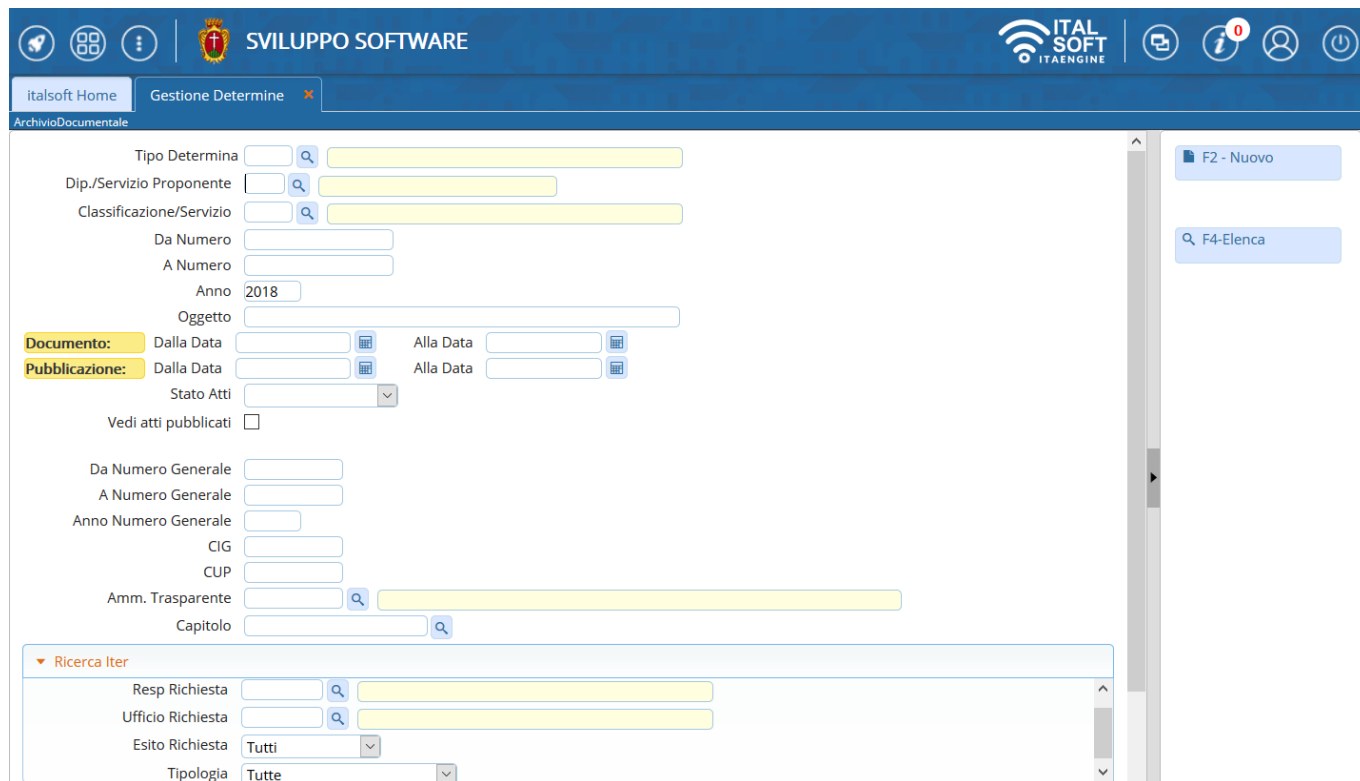 SVILUPPO SOFTWARE
ITAL
SOFT
ITAENGINE
0
italsoft Home
Gestione Determine ×
ArchivioDocumentale
Tipo Determina
Dip./Servizio Proponente
Classificazione/Servizio
Da Numero
A Numero
Anno 2018
Oggetto
Documento: Dalla Data Alla Data
Pubblicazione: Dalla Data Alla Data
Stato Atti
Vedi atti pubblicati
Da Numero Generale
A Numero Generale
Anno Numero Generale
CIG
CUP
Amm. Trasparente
Capitolo
Ricerca Iter
Resp Richiesta
Ufficio Richiesta
Esito Richiesta Tutti
Tipologia Tutte
F2 - Nuovo
F4-Elenca